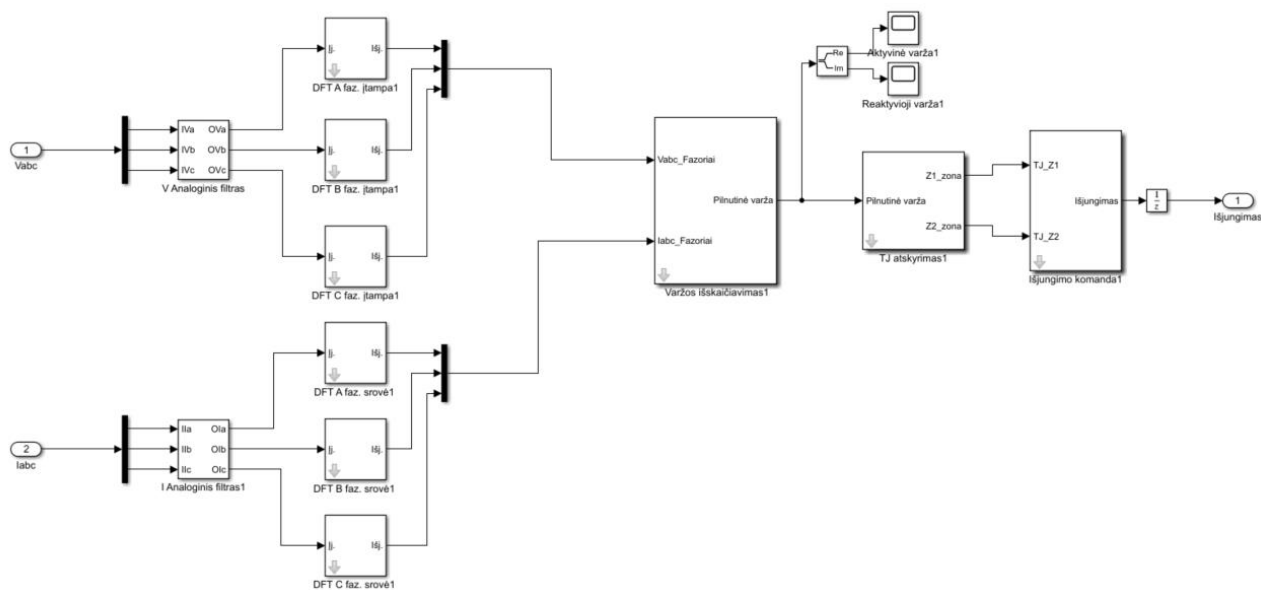 1
Vabc
IVa OVa
IVb OVb
IVc OVc
V Analoginis filtras
Įj. Išj.
DFT A faz. įtampa1
Įj. Išj.
DFT B faz. įtampa1
Įj. Išj.
DFT C faz. įtampa1
2
Iabc
IIa OIa
IIb OIb
IIc OIc
I Analoginis filtras1
Įj. Išj.
DFT A faz. srovė1
Įj. Išj.
DFT B faz. srovė1
Įj. Išj.
DFT C faz. srovė1
Vabc_Fazoriai
Pilnutinė varža
Iabc_Fazoriai
Varžos išskaičiavimas1
Re
Im
Aktyvinė varža1
Reaktyvioji varža1
Z1_zona
Pilnutinė varža
Z2_zona
TJ atskyrimas1
TJ_Z1
Išjungimas
TJ_Z2
Išjungimo komanda1
1
z
1
Išjungimas